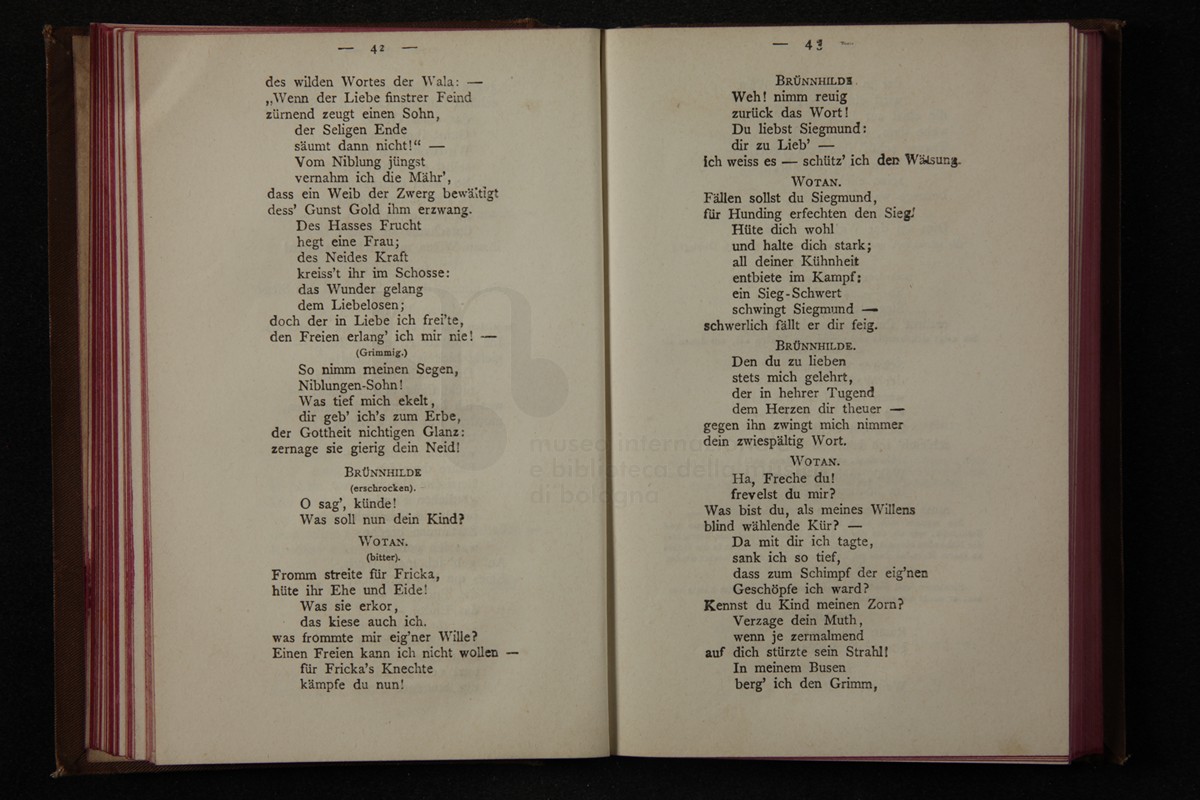 — 42 —
des wilden Wortes der Wala: —
„Wenn der Liebe finstrer Feind
zürnend zeugt einen Sohn,
der Seligen Ende
säumt dann nicht!“ —
Vom Niblung jüngst
vernahm ich die Mähr’,
dass ein Weib der Zwerg bewältigt
dess’ Gunst Gold ihm erzwang.
Des Hasses Frucht
hegt eine Frau;
des Neides Kraft
kreiss’t ihr im Schosse:
das Wunder gelang
dem Liebelosen;
doch der in Liebe ich frei’te,
den Freien erlang’ ich mir nie! —
(Grimmig.)
So nimm meinen Segen,
Niblungen-Sohn!
Was tief mich ekelt,
dir geb’ ich’s zum Erbe,
der Gottheit nichtigen Glanz:
zernage sie gierig dein Neid!
BRÜNNHILDE
(erschrocken).
O sag’, künde!
Was soll nun dein Kind?
WOTAN.
(bitter).
Fromm streite für Fricka,
hüte ihr Ehe und Eide!
Was sie erkor,
das kiese auch ich.
was frommte mir eig’ner Wille?
Einen Freien kann ich nicht wollen —
für Fricka’s Knechte
kämpfe du nun!
— 43 —
BRÜNNHILDE.
Weh! nimm reuig
zurück das Wort!
Du liebst Siegmund:
dir zu Lieb’ —
ich weiss es — schütz’ ich den Wälsung.
WOTAN.
Fällen sollst du Siegmund,
für Hunding erfechten den Sieg!
Hüte dich wohl
und halte dich stark;
all deiner Kühnheit
entbiete im Kampf:
ein Sieg-Schwert
schwingt Siegmund —
schwerlich fällt er dir feig.
BRÜNNHILDE.
Den du zu lieben
stets mich gelehrt,
der in hehrer Tugend
dem Herzen dir theuer —
gegen ihn zwingt mich nimmer
dein zwiespältig Wort.
WOTAN.
Ha, Freche du!
frevelst du mir?
Was bist du, als meines Willens
blind wählende Kür? —
Da mit dir ich tagte,
sank ich so tief,
dass zum Schimpf der eig’nen
Geschöpfe ich ward?
Kennst du Kind meinen Zorn?
Verzage dein Muth,
wenn je zermalmend
auf dich stürzte sein Strahl!
In meinem Busen
berg’ ich den Grimm,
museo internazionale
e biblioteca della musica
di bologna